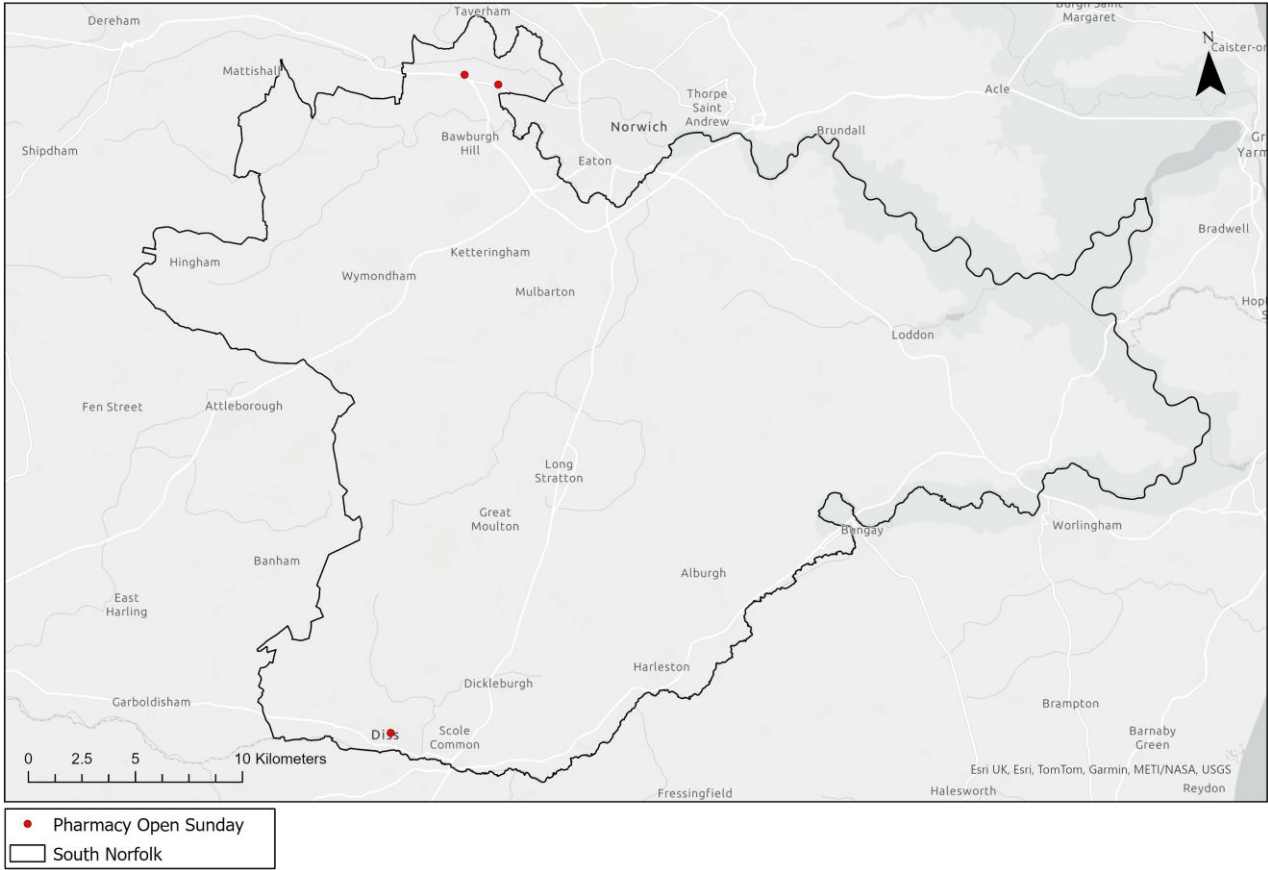 Taverham
Burgh Saint
Margaret
Dereham
N
Caister-on
Mattishall
Acle
Thorpe
Saint
Andrew
Norwich
Brundall
Bawburgh
Hill
Gr
Yarm
Shipdham
Eaton
Bradwell
Ketteringham
Hingham
Wymondham
Mulbarton
Hop
S
Loddon
Fen Street
Attleborough
Long
Stratton
Great
Moulton
Bungay
Worlingham
Banham
Alburgh
East
Harling
Harleston
Dickleburgh
Garboldisham
Brampton
Diss
Scole
Common
Barnaby
Green
0 2.5 5 10 Kilometers
Esri UK, Esri, TomTom, Garmin, METI/NASA, USGS
Fressingfield
Halesworth
Reydon
Pharmacy Open Sunday
South Norfolk